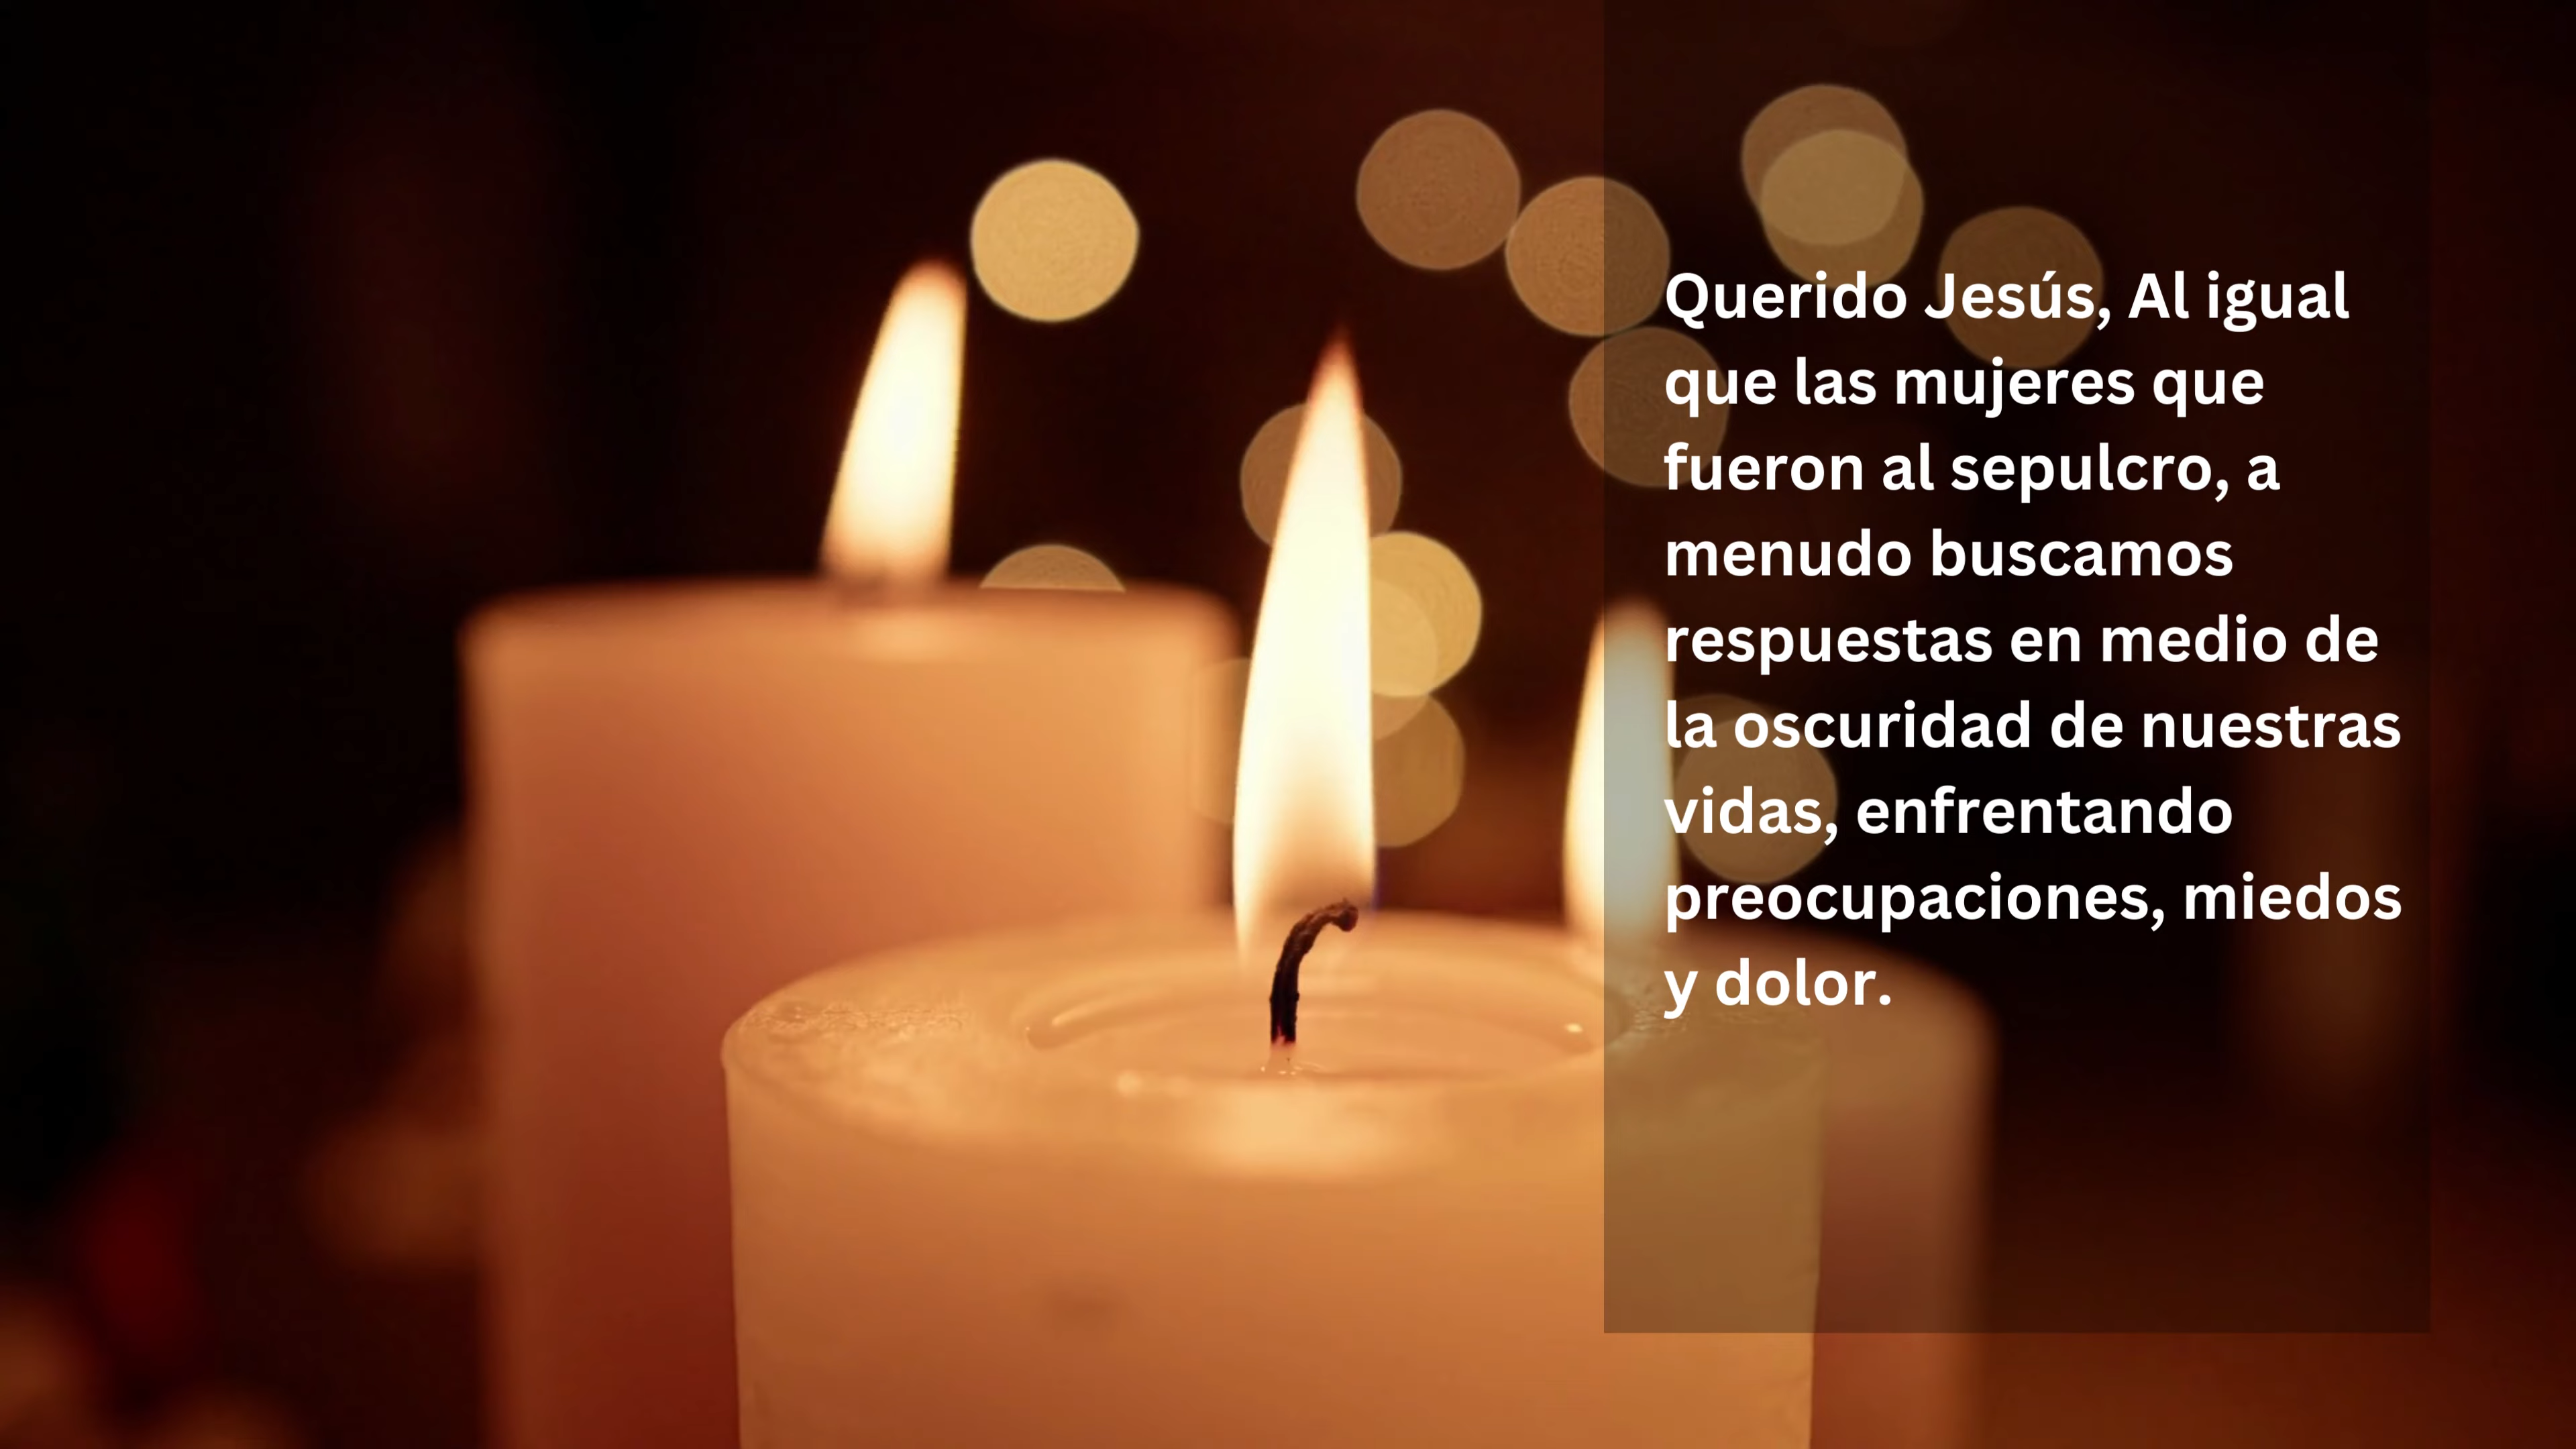 Querido Jesús, Al igual
que las mujeres que
fueron al sepulcro, a
menudo buscamos
respuestas en medio de
la oscuridad de nuestras
vidas, enfrentando
preocupaciones, miedos
y dolor.